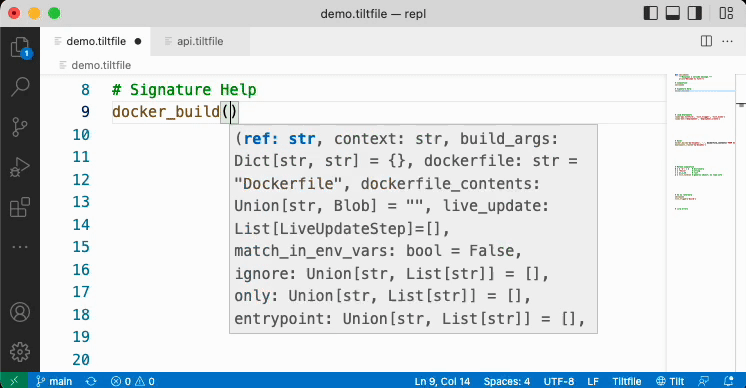 demo.tiltfile — repl
demo.tiltfile
api.tiltfile
1
demo.tiltfile
8 # Signature Help
9 docker_build()
10
11
12
13
14
15
16
17
18
19
20
(ref: str, context: str, build_args:
Dict[str, str] = {}, dockerfile: str =
"Dockerfile", dockerfile_contents:
Union[str, Blob] = "", live_update:
List[LiveUpdateStep]=[],
match_in_env_vars: bool = False,
ignore: Union[str, List[str]] = [],
only: Union[str, List[str]] = [],
entrypoint: Union[str, List[str]] = [],
main 0 0 Ln 9, Col 14 Spaces: 4 UTF-8 LF Tiltfile Tilt